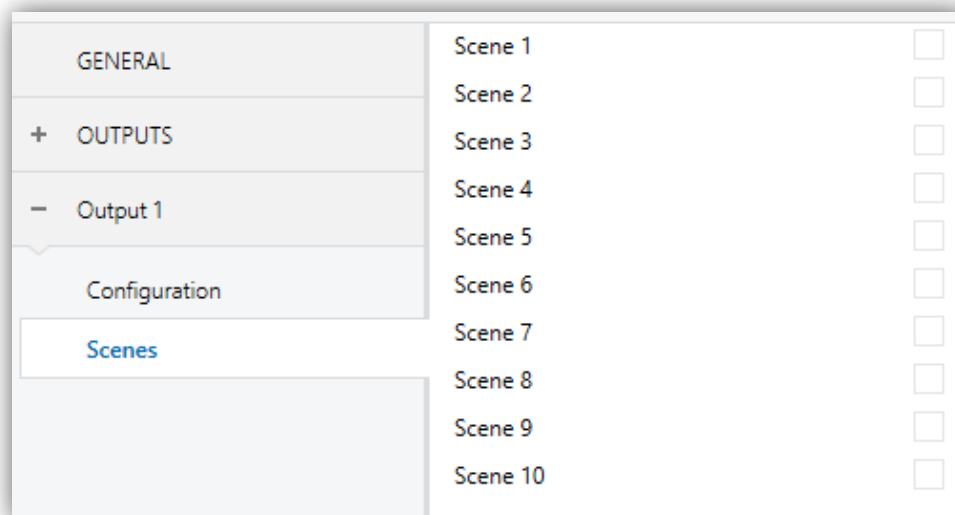 GENERAL
+ OUTPUTS
− Output 1
Configuration
Scenes
Scene 1
Scene 2
Scene 3
Scene 4
Scene 5
Scene 6
Scene 7
Scene 8
Scene 9
Scene 10